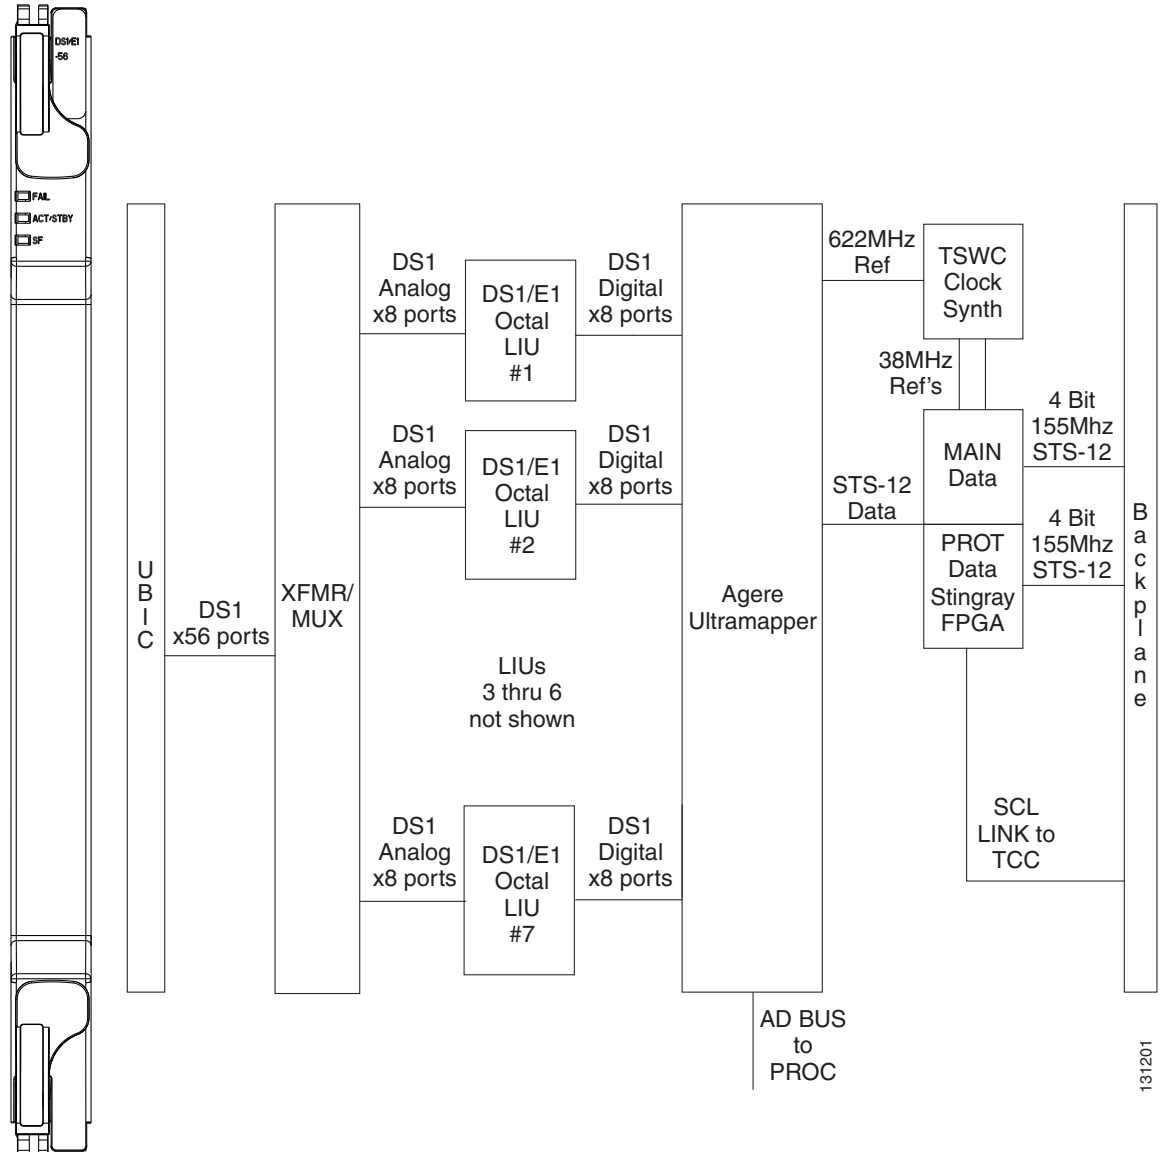 DS1/E1
-56
FAIL
ACT/STBY
SF
UBIC
DS1
x56 ports
XFMR/
MUX
DS1
Analog
x8 ports
DS1/E1
Octal
LIU
#1
DS1
Digital
x8 ports
DS1
Analog
x8 ports
DS1/E1
Octal
LIU
#2
DS1
Digital
x8 ports
LIUs
3 thru 6
not shown
DS1
Analog
x8 ports
DS1/E1
Octal
LIU
#7
DS1
Digital
x8 ports
Agere
Ultramapper
AD BUS
to
PROC
622MHz
Ref
TSWC
Clock
Synth
38MHz
Ref's
STS-12
Data
MAIN
Data
PROT
Data
Stingray
FPGA
4 Bit
155Mhz
STS-12
4 Bit
155Mhz
STS-12
SCL
LINK to
TCC
Backplane
131201